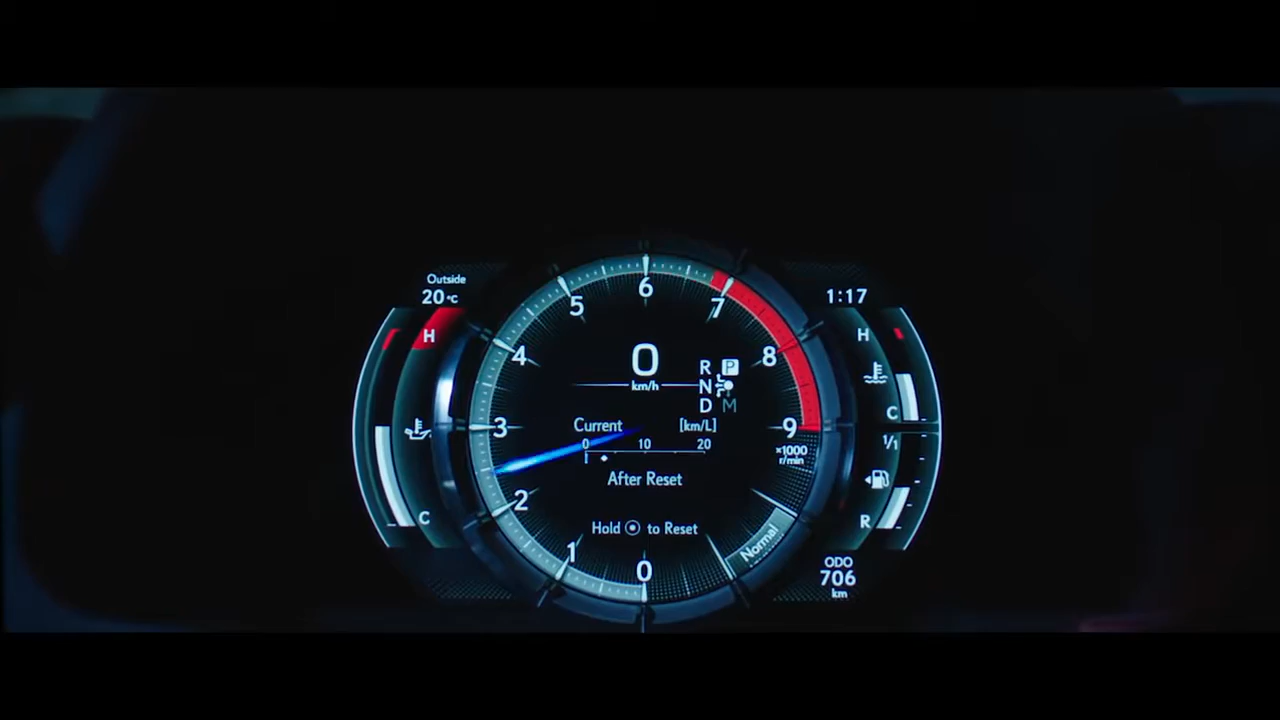 Outside
20 °C
1:17
H
C
H
C
1/1
R
0
1
2
3
4
5
6
7
8
9
×1000
r/min
0
km/h
R P
N
D M
Current [km/L]
0 10 20
After Reset
Hold to Reset
Normal
ODO
706
km